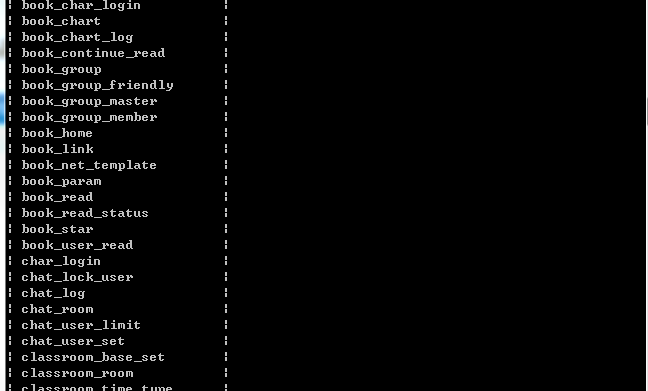 ¦ book_char_login ¦
¦ book_chart ¦
¦ book_chart_log ¦
¦ book_continue_read ¦
¦ book_group ¦
¦ book_group_friendly ¦
¦ book_group_master ¦
¦ book_group_member ¦
¦ book_home ¦
¦ book_link ¦
¦ book_net_template ¦
¦ book_param ¦
¦ book_read ¦
¦ book_read_status ¦
¦ book_star ¦
¦ book_user_read ¦
¦ char_login ¦
¦ chat_lock_user ¦
¦ chat_log ¦
¦ chat_room ¦
¦ chat_user_limit ¦
¦ chat_user_set ¦
¦ classroom_base_set ¦
¦ classroom_room ¦
¦ classroom_time_type ¦